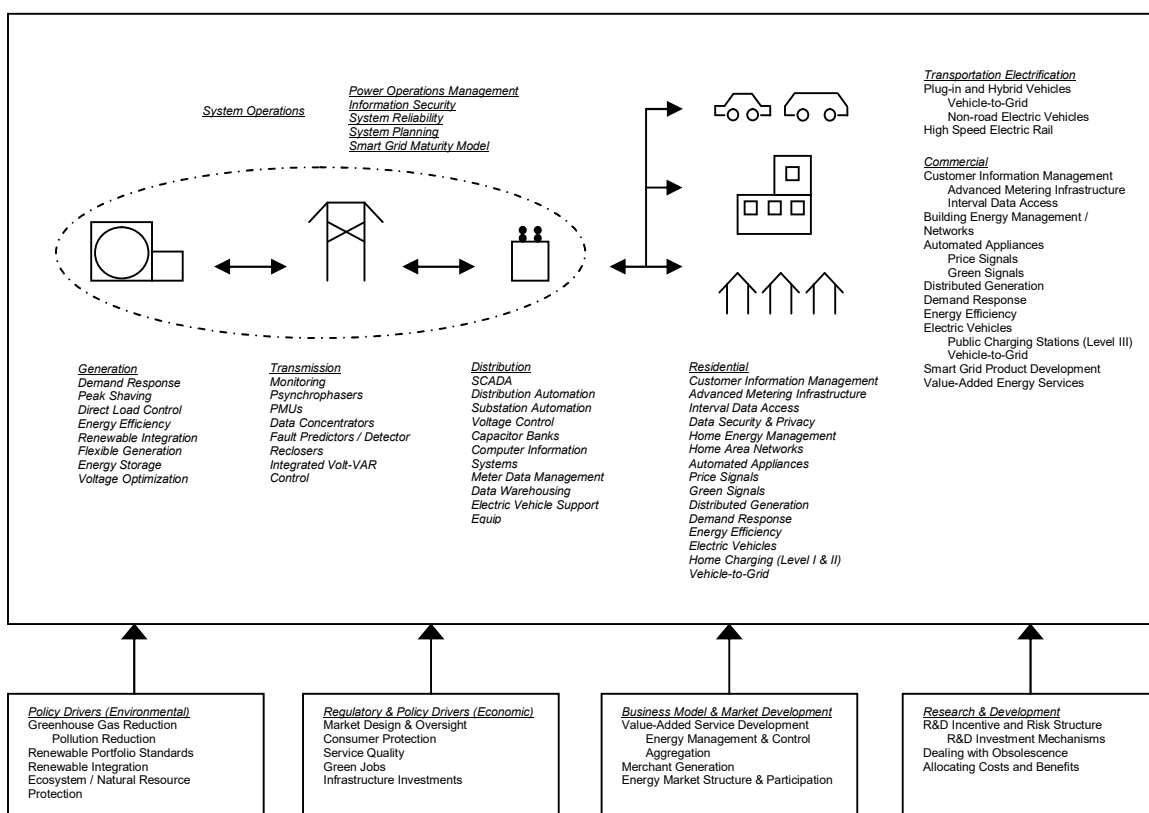 System Operations
Power Operations Management
Information Security
System Reliability
System Planning
Smart Grid Maturity Model
Transportation Electrification
Plug-in and Hybrid Vehicles
Vehicle-to-Grid
Non-road Electric Vehicles
High Speed Electric Rail
Commercial
Customer Information Management
Advanced Metering Infrastructure
Interval Data Access
Building Energy Management /
Networks
Automated Appliances
Price Signals
Green Signals
Distributed Generation
Demand Response
Energy Efficiency
Electric Vehicles
Public Charging Stations (Level III)
Vehicle-to-Grid
Smart Grid Product Development
Value-Added Energy Services
Generation
Demand Response
Peak Shaving
Direct Load Control
Energy Efficiency
Renewable Integration
Flexible Generation
Energy Storage
Voltage Optimization
Transmission
Monitoring
Psynchrophasers
PMUs
Data Concentrators
Fault Predictors / Detector
Reclosers
Integrated Volt-VAR
Control
Distribution
SCADA
Distribution Automation
Substation Automation
Voltage Control
Capacitor Banks
Computer Information
Systems
Meter Data Management
Data Warehousing
Electric Vehicle Support
Equip
Residential
Customer Information Management
Advanced Metering Infrastructure
Interval Data Access
Data Security & Privacy
Home Energy Management
Home Area Networks
Automated Appliances
Price Signals
Green Signals
Distributed Generation
Demand Response
Energy Efficiency
Electric Vehicles
Home Charging (Level I & II)
Vehicle-to-Grid
Policy Drivers (Environmental)
Greenhouse Gas Reduction
Pollution Reduction
Renewable Portfolio Standards
Renewable Integration
Ecosystem / Natural Resource
Protection
Regulatory & Policy Drivers (Economic)
Market Design & Oversight
Consumer Protection
Service Quality
Green Jobs
Infrastructure Investments
Business Model & Market Development
Value-Added Service Development
Energy Management & Control
Aggregation
Merchant Generation
Energy Market Structure & Participation
Research & Development
R&D Incentive and Risk Structure
R&D Investment Mechanisms
Dealing with Obsolescence
Allocating Costs and Benefits